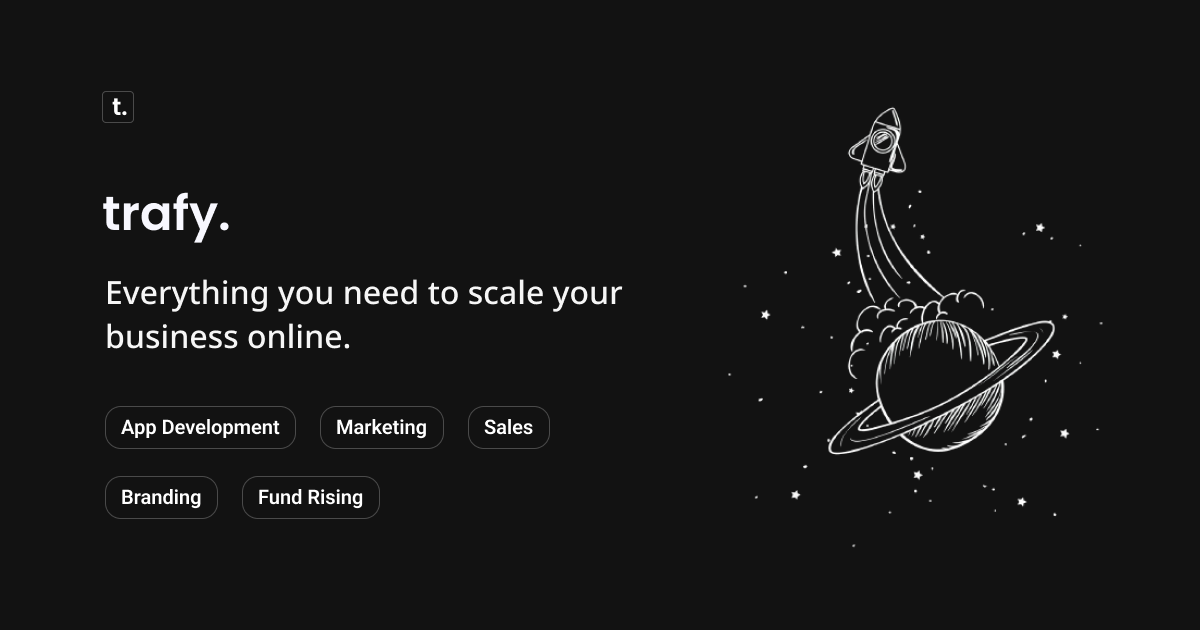 t.
trafy.
Everything you need to scale your
business online.
App Development Marketing Sales
Branding Fund Rising